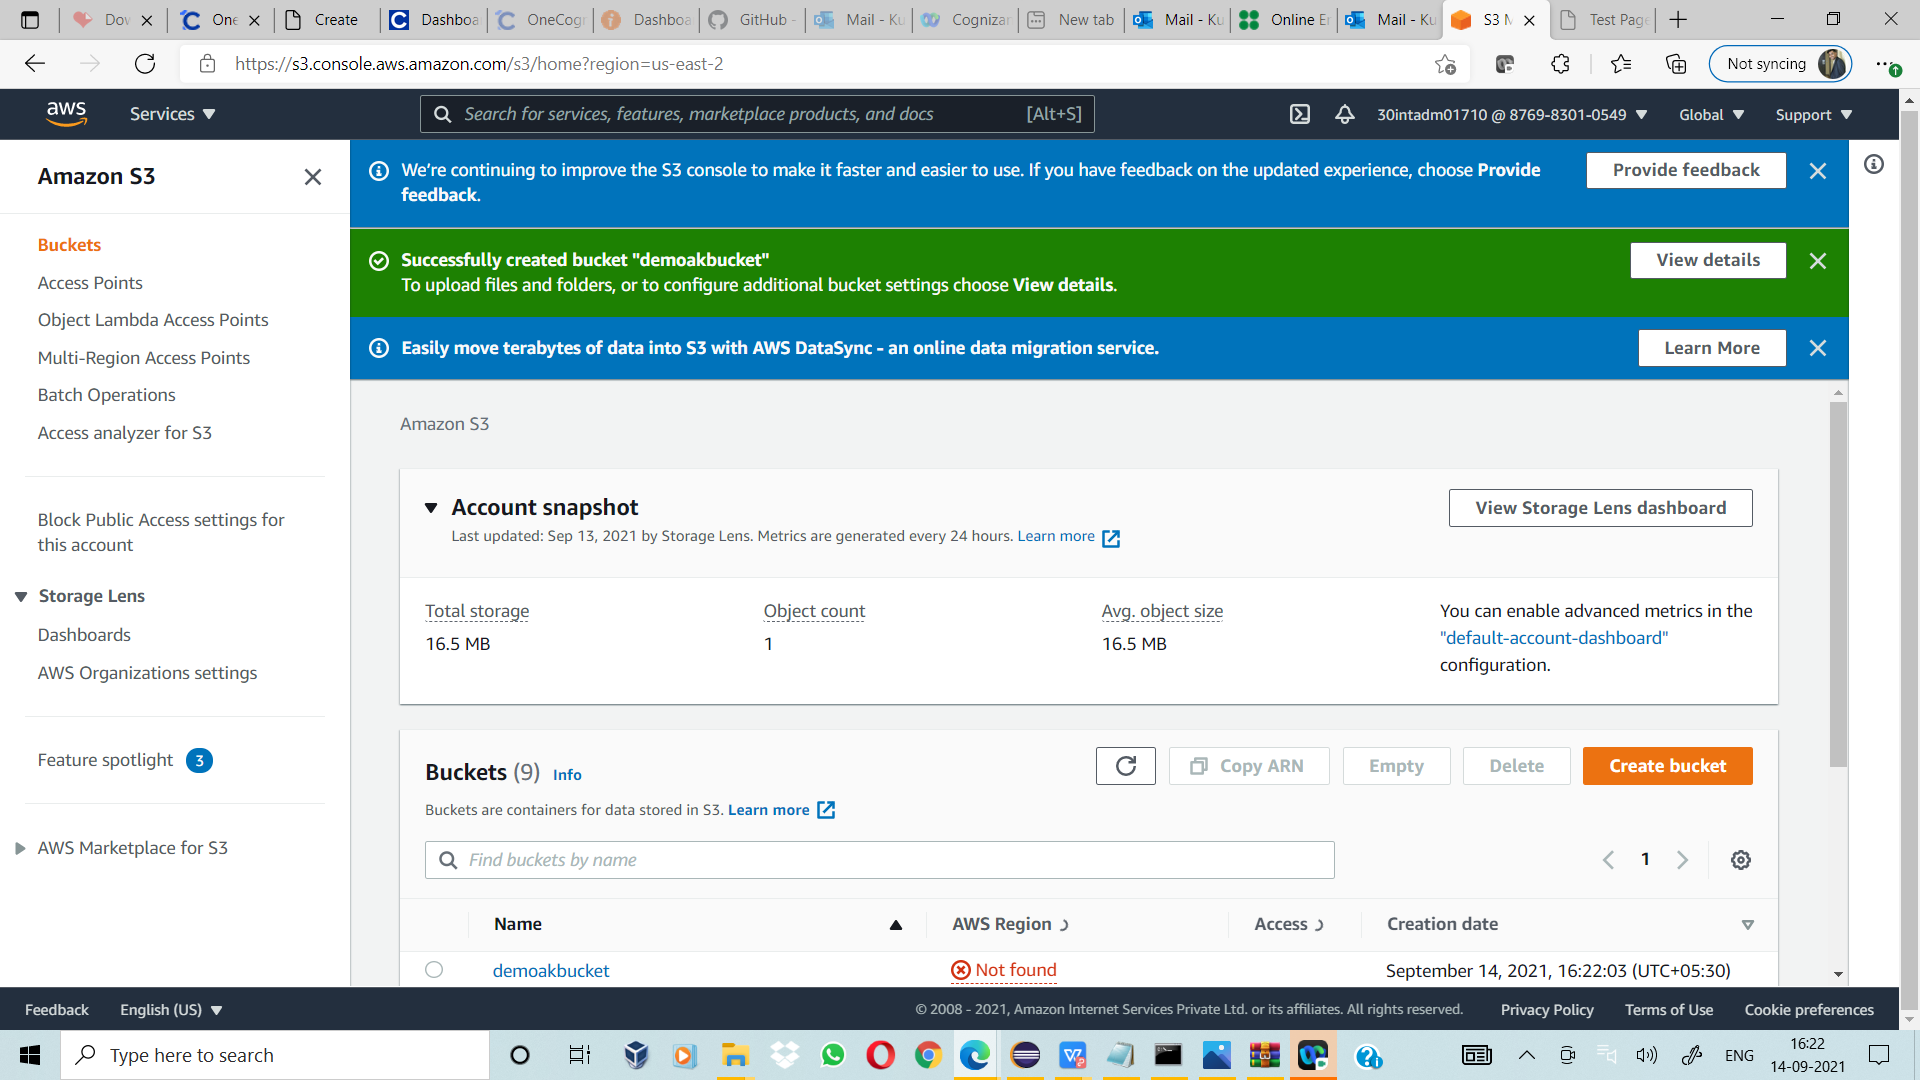 Dov
One
Create
Dashboa
OneCogn
Dashboa
GitHub -
Mail - Ku
Cognizan
New tab
Mail - Ku
Online En
Mail - Ku
S3 M
Test Page
https://s3.console.aws.amazon.com/s3/home?region=us-east-2
Not syncing
aws
Services
Search for services, features, marketplace products, and docs
[Alt+S]
30intadm01710 @ 8769-8301-0549
Global
Support
Amazon S3
Buckets
Access Points
Object Lambda Access Points
Multi-Region Access Points
Batch Operations
Access analyzer for S3
Block Public Access settings for
this account
Storage Lens
Dashboards
AWS Organizations settings
Feature spotlight 3
AWS Marketplace for S3
We're continuing to improve the S3 console to make it faster and easier to use. If you have feedback on the updated experience, choose Provide
feedback.
Provide feedback
Successfully created bucket "demoakbucket"
To upload files and folders, or to configure additional bucket settings choose View details.
View details
Easily move terabytes of data into S3 with AWS DataSync - an online data migration service.
Learn More
Amazon S3
Account snapshot
Last updated: Sep 13, 2021 by Storage Lens. Metrics are generated every 24 hours. Learn more
View Storage Lens dashboard
Total storage
16.5 MB
Object count
1
Avg. object size
16.5 MB
You can enable advanced metrics in the
"default-account-dashboard"
configuration.
Buckets (9) Info
Copy ARN
Empty
Delete
Create bucket
Buckets are containers for data stored in S3. Learn more
Find buckets by name
1
Name
AWS Region
Access
Creation date
demoakbucket
Not found
September 14, 2021, 16:22:03 (UTC+05:30)
Feedback
English (US)
© 2008 - 2021, Amazon Internet Services Private Ltd. or its affiliates. All rights reserved.
Privacy Policy
Terms of Use
Cookie preferences
Type here to search
ENG
16:22
14-09-2021